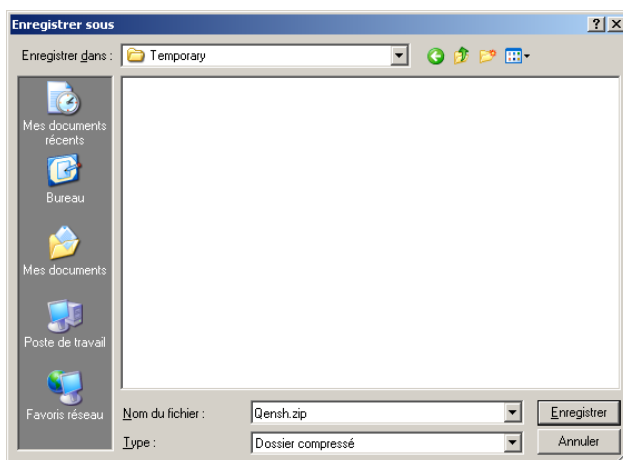 Enregistrer sous
Enregistrer dans :
Temporary
Mes documents
récents
Bureau
Mes documents
Poste de travail
Favoris réseau
Nom du fichier :
Qensh.zip
Enregistrer
Type :
Dossier compressé
Annuler